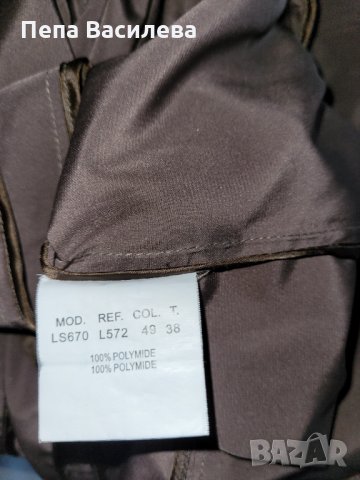 Пепа Василева
MOD. REF. COL. T.
LS670 L572 49 38
100% POLYMIDE
100% POLYMIDE
BAZAR